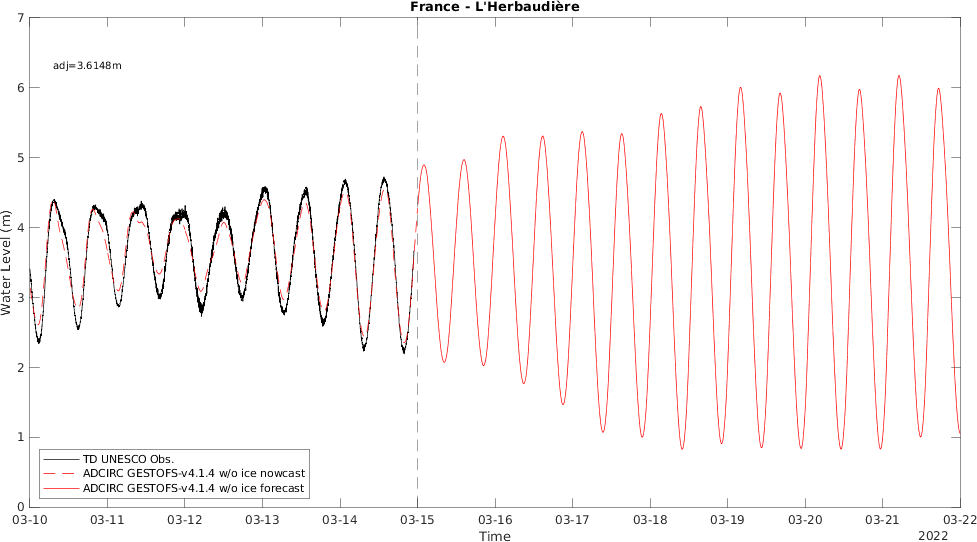 France - L'Herbaudière
7
adj=3.6148m
6
5
4
3
2
1
0
Water Level (m)
TD UNESCO Obs.
ADCIRC GESTOFS-v4.1.4 w/o ice nowcast
ADCIRC GESTOFS-v4.1.4 w/o ice forecast
03-10 03-11 03-12 03-13 03-14 03-15 03-16 03-17 03-18 03-19 03-20 03-21 03-22
Time
2022